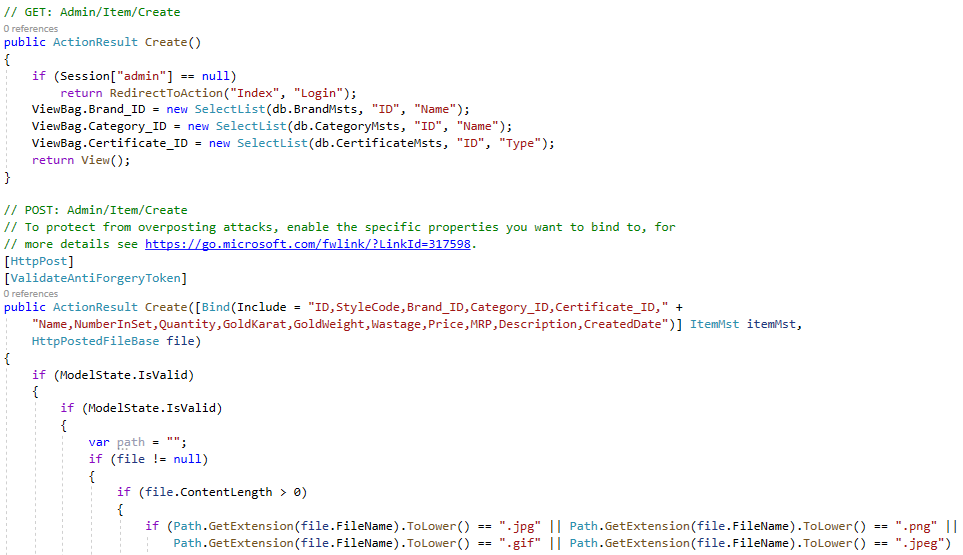 // GET: Admin/Item/Create
0 references
public ActionResult Create()
{
    if (Session["admin"] == null)
        return RedirectToAction("Index", "Login");
    ViewBag.Brand_ID = new SelectList(db.BrandMsts, "ID", "Name");
    ViewBag.Category_ID = new SelectList(db.CategoryMsts, "ID", "Name");
    ViewBag.Certificate_ID = new SelectList(db.CertificateMsts, "ID", "Type");
    return View();
}

// POST: Admin/Item/Create
// To protect from overposting attacks, enable the specific properties you want to bind to, for
// more details see https://go.microsoft.com/fwlink/?LinkId=317598.
[HttpPost]
[ValidateAntiForgeryToken]
0 references
public ActionResult Create([Bind(Include = "ID,StyleCode,Brand_ID,Category_ID,Certificate_ID," +
    "Name,NumberInSet,Quantity,GoldKarat,GoldWeight,Wastage,Price,MRP,Description,CreatedDate")] ItemMst itemMst,
    HttpPostedFileBase file)
{
    if (ModelState.IsValid)
    {
        if (ModelState.IsValid)
        {
            var path = "";
            if (file != null)
            {
                if (file.ContentLength > 0)
                {
                    if (Path.GetExtension(file.FileName).ToLower() == ".jpg" || Path.GetExtension(file.FileName).ToLower() == ".png" ||
                        Path.GetExtension(file.FileName).ToLower() == ".gif" || Path.GetExtension(file.FileName).ToLower() == ".jpeg")